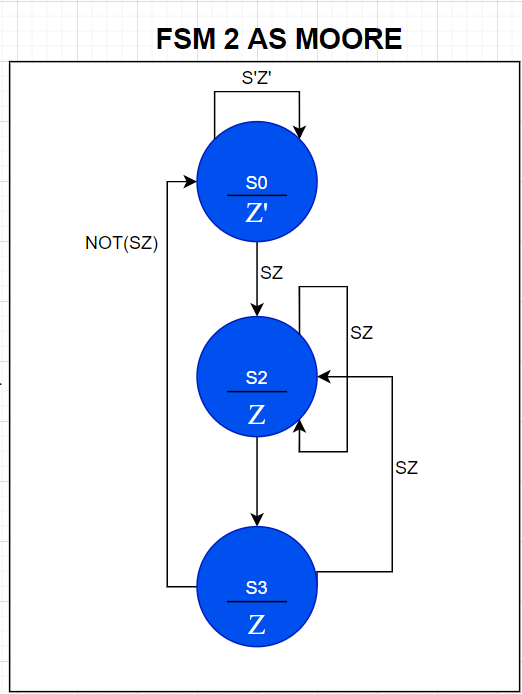 FSM 2 AS MOORE
S'Z'
S0
Z'
NOT(SZ)
SZ
SZ
S2
Z
SZ
S3
Z